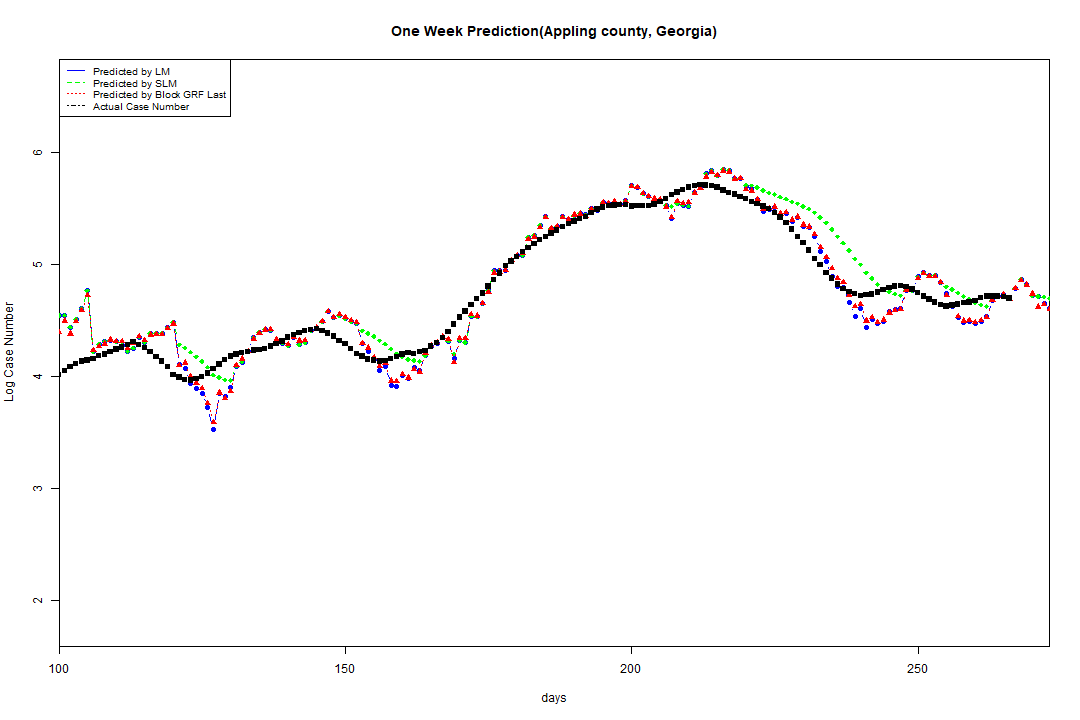 One Week Prediction(Appling county, Georgia)
Predicted by LM
Predicted by SLM
Predicted by Block GRF Last
Actual Case Number
6
5
4
3
2
Log Case Number
100 150 200 250
days